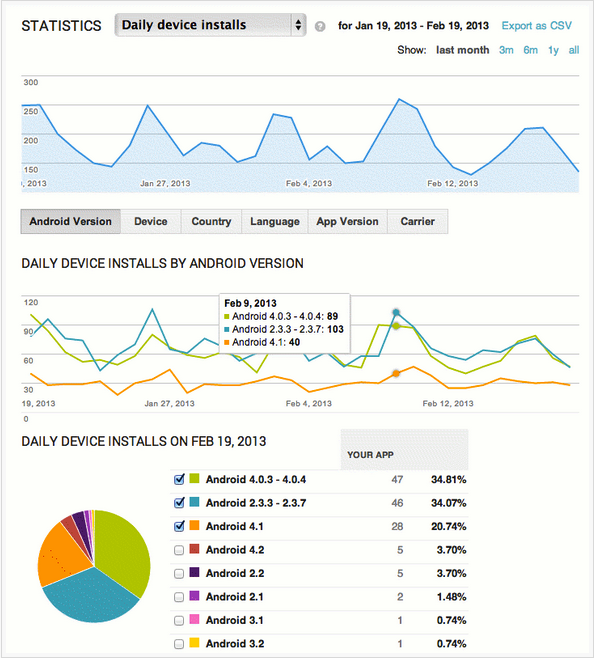 STATISTICS Daily device installs ? for Jan 19, 2013 - Feb 19, 2013 Export as CSV
Show: last month 3m 6m 1y all
300
250
200
150
), 2013 Jan 27, 2013 Feb 4, 2013 Feb 12, 2013
Android Version Device Country Language App Version Carrier
DAILY DEVICE INSTALLS BY ANDROID VERSION
120
Feb 9, 2013
Android 4.0.3 - 4.0.4: 89
90
Android 2.3.3 - 2.3.7: 103
Android 4.1: 40
60
30
19, 2013 Jan 27, 2013 Feb 4, 2013 Feb 12, 2013
0
DAILY DEVICE INSTALLS ON FEB 19, 2013
YOUR APP
Android 4.0.3 - 4.0.4 47 34.81%
Android 2.3.3 - 2.3.7 46 34.07%
Android 4.1 28 20.74%
Android 4.2 5 3.70%
Android 2.2 5 3.70%
Android 2.1 2 1.48%
Android 3.1 1 0.74%
Android 3.2 1 0.74%